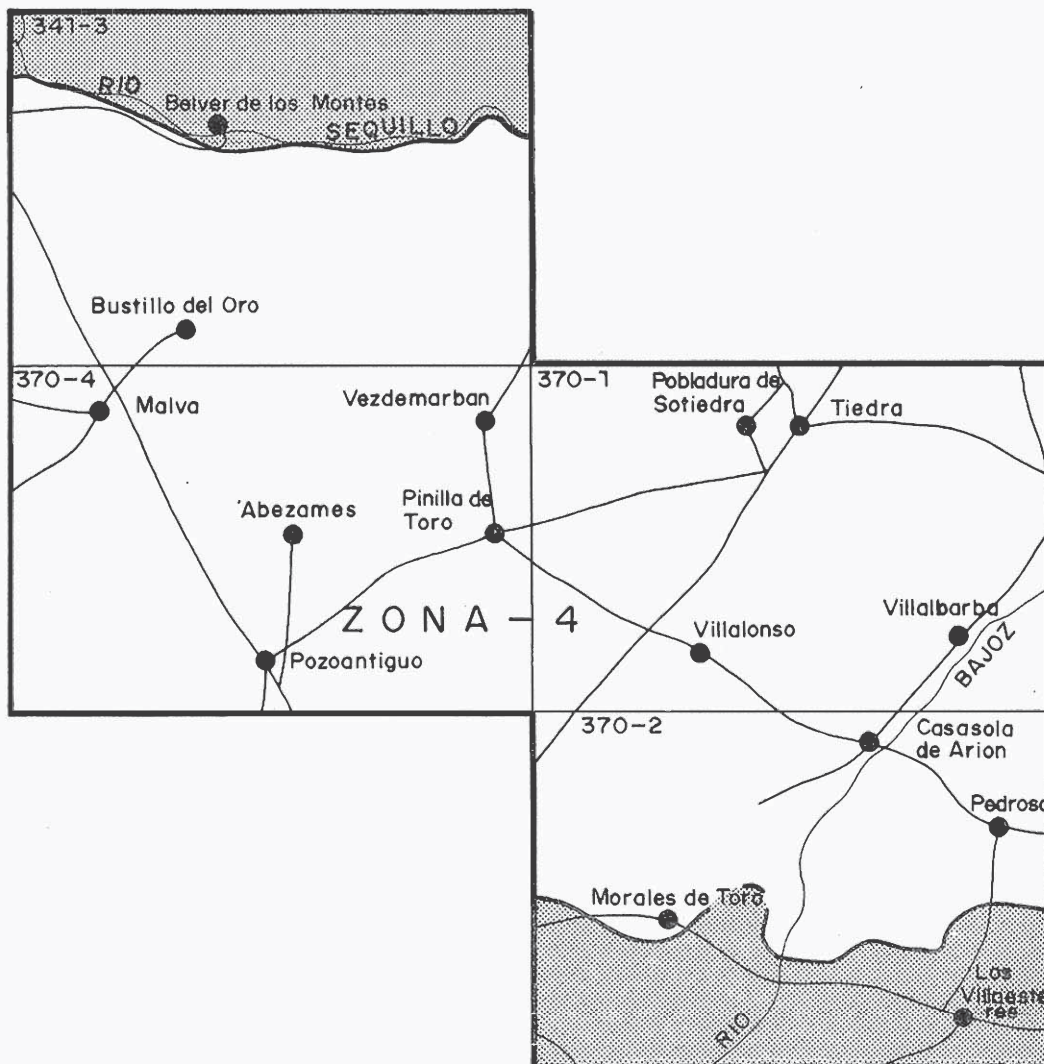 341-3
RIO
Belver de los Montes
SEQUILLO
Bustillo del Oro
370-4
370-1
Malva
Vezdemarban
Pobladura de
Sotiedra
Tiedra
Abezames
Pinilla de
Toro
ZONA-4
Villalonso
Villalbarba
BAJOZ
Pozoantiguo
370-2
Casasola
de Arion
Pedrosa
Morales de Toro
Los
Villaeste
res
RIO